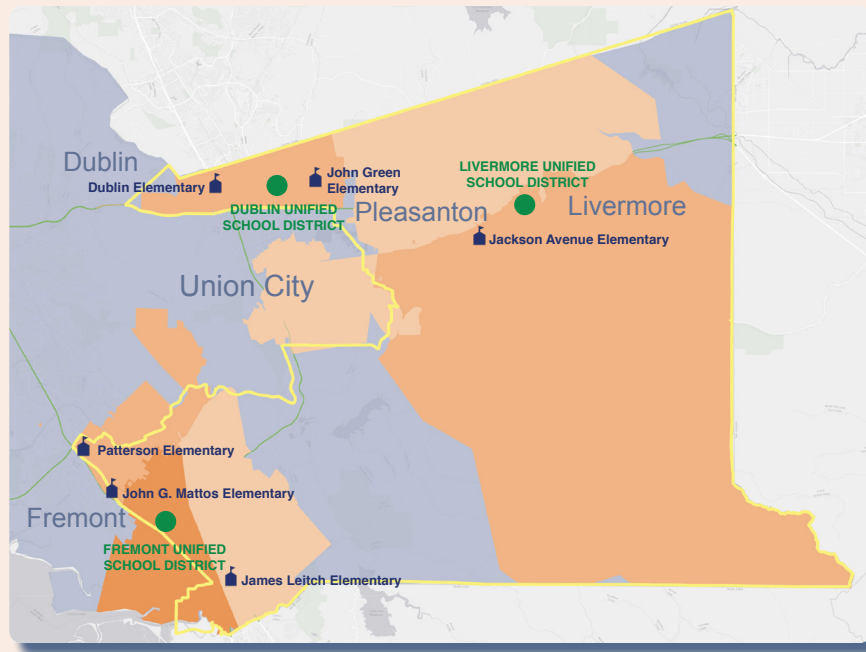 Dublin
Dublin Elementary
John Green
Elementary
LIVERMORE UNIFIED
SCHOOL DISTRICT
DUBLIN UNIFIED
SCHOOL DISTRICT
Pleasanton
Livermore
Jackson Avenue Elementary
Union City
Patterson Elementary
John G. Mattos Elementary
Fremont
FREMONT UNIFIED
SCHOOL DISTRICT
James Leitch Elementary